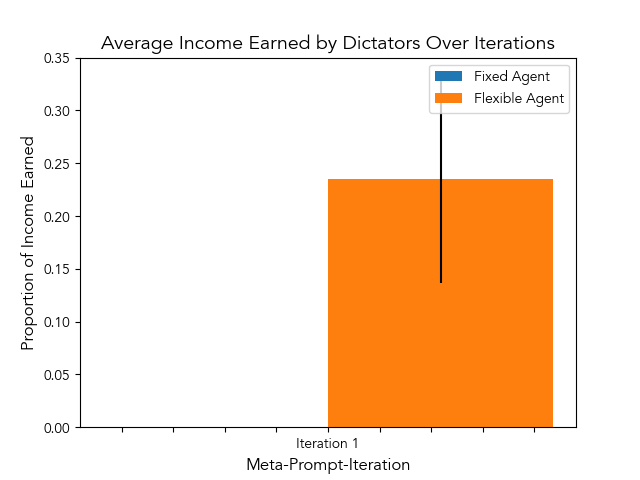 Average Income Earned by Dictators Over Iterations
Fixed Agent
Flexible Agent
Proportion of Income Earned
0.35
0.30
0.25
0.20
0.15
0.10
0.05
0.00
Iteration 1
Meta-Prompt-Iteration